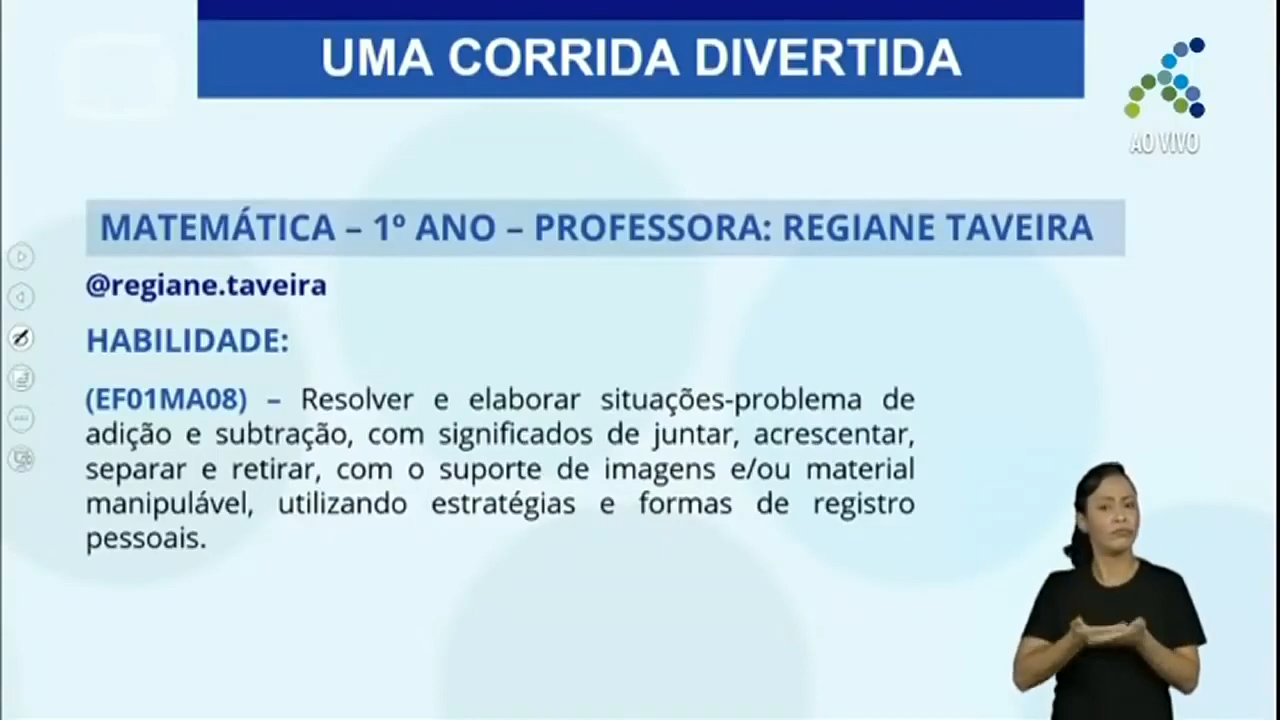 UMA CORRIDA DIVERTIDA
AO VIVO
MATEMÁTICA – 1º ANO – PROFESSORA: REGIANE TAVEIRA
@regiane.taveira
HABILIDADE:
(EF01MA08) – Resolver e elaborar situações-problema de
adição e subtração, com significados de juntar, acrescentar,
separar e retirar, com o suporte de imagens e/ou material
manipulável, utilizando estratégias e formas de registro
pessoais.